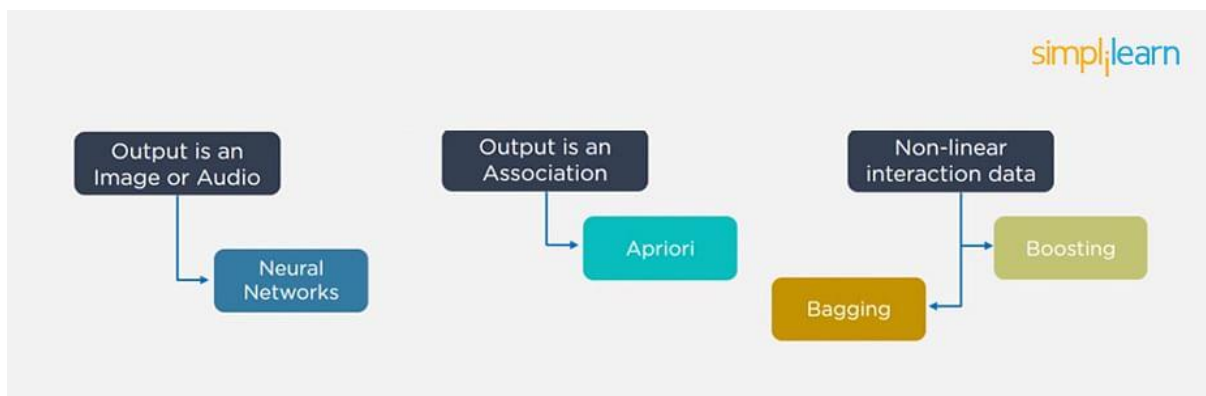 simplilearn
Output is an
Image or Audio
Neural
Networks
Output is an
Association
Apriori
Non-linear
interaction data
Boosting
Bagging